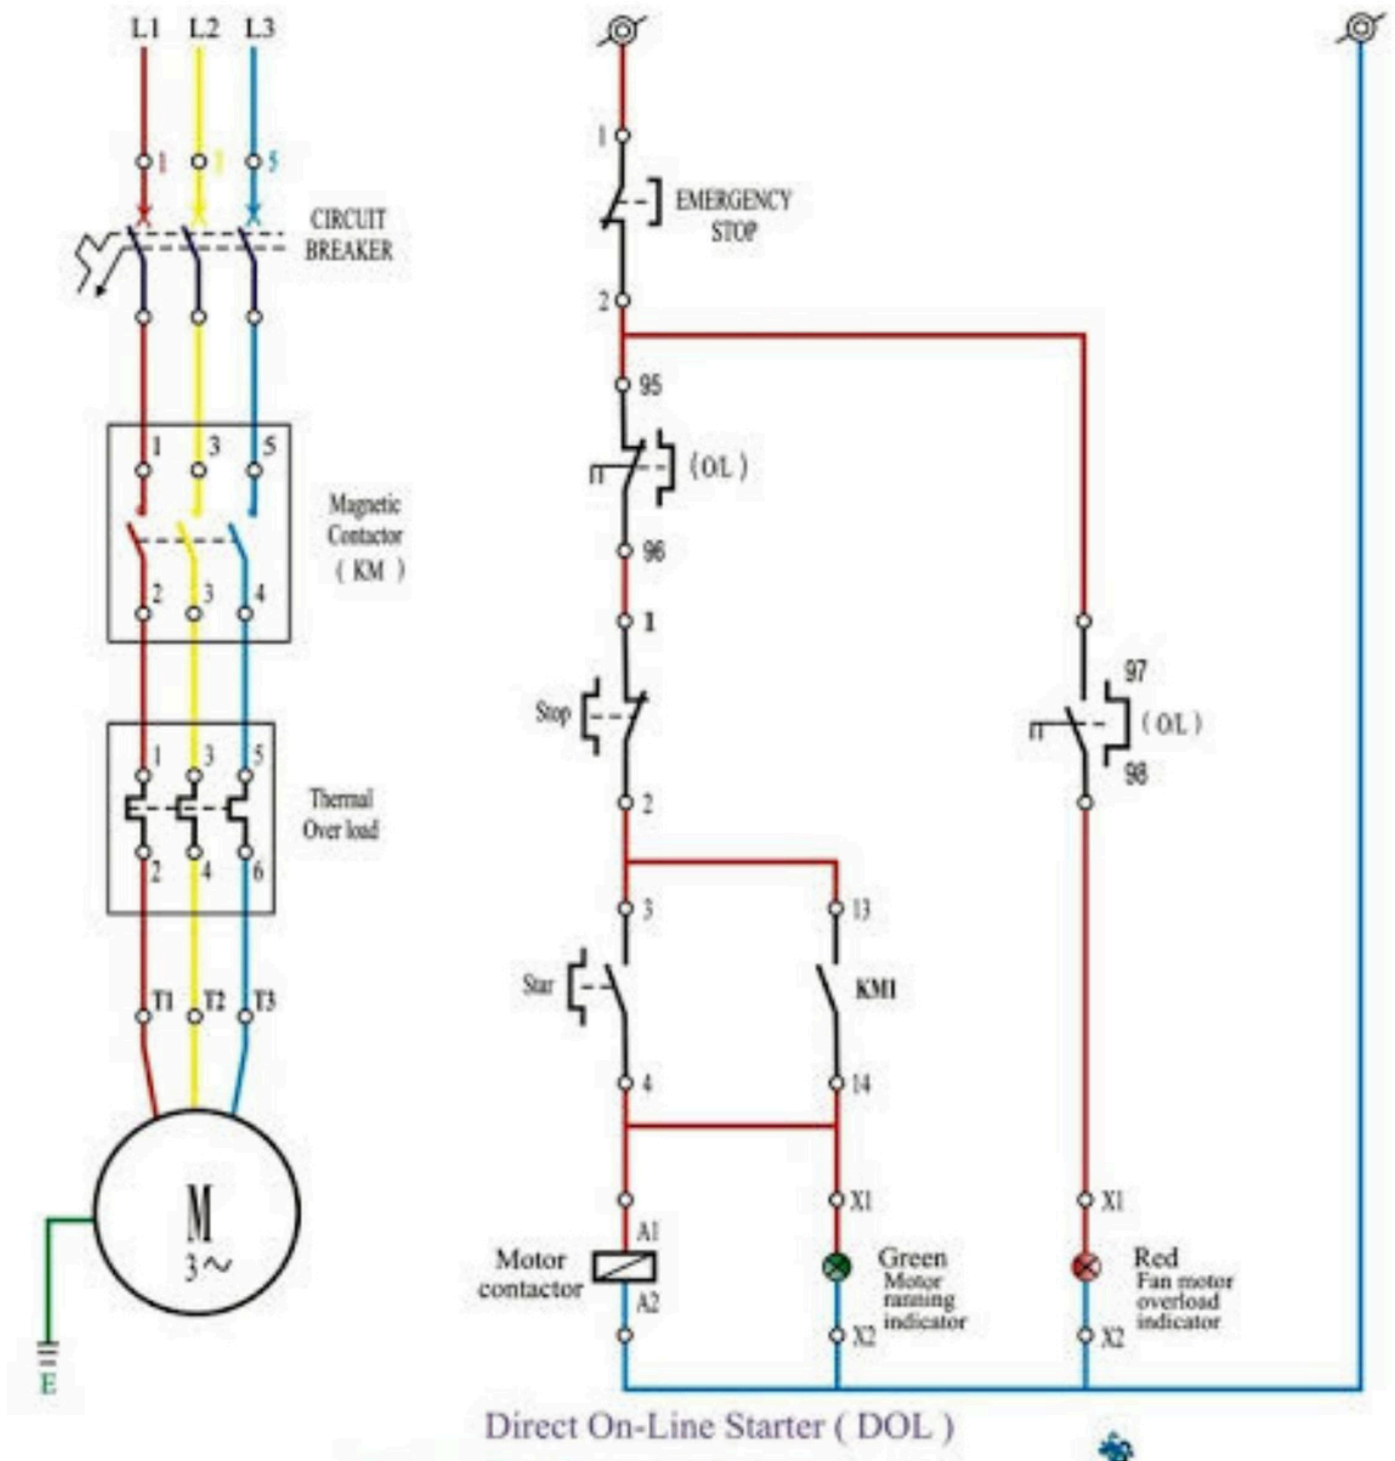 L1 L2 L3
1 3 5
CIRCUIT
BREAKER
1 3 5
Magnetic
Contactor
( KM )
2 3 4
1 3 5
Thermal
Over load
2 4 6
T1 T2 T3
M
3~
E
1
EMERGENCY
STOP
2
95
(O/L)
96
1
Stop
2
3
Star
4
13
KM1
14
97
(O/L)
98
A1
Motor
contactor
A2
X1
Green
Motor
ranning
indicator
X2
X1
Red
Fan motor
overload
indicator
X2
Direct On-Line Starter ( DOL )